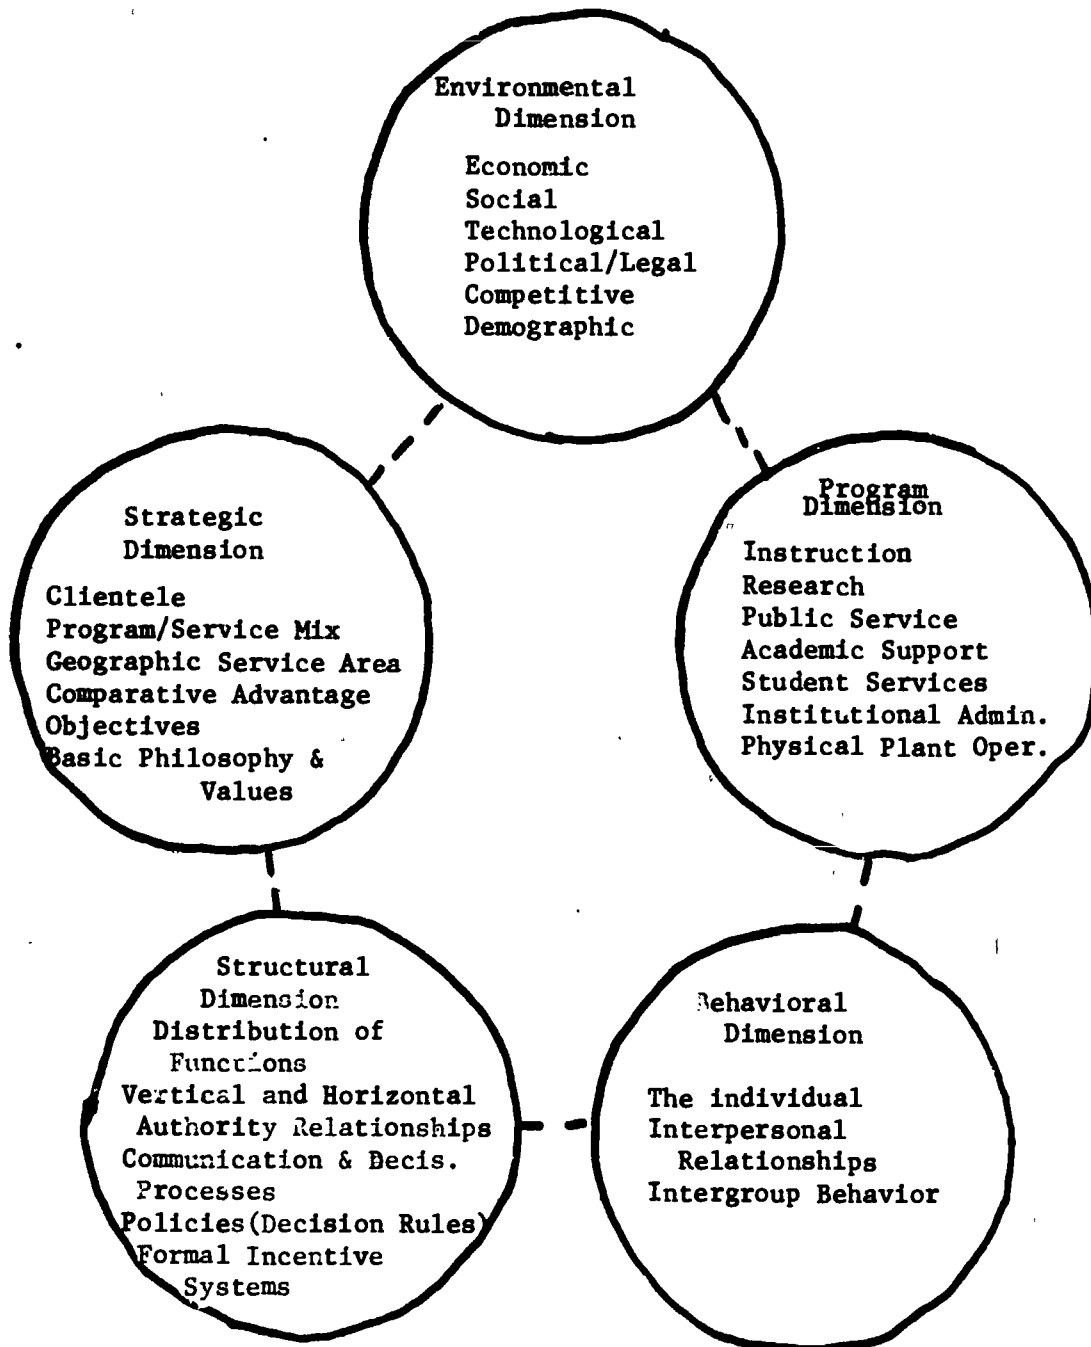 Environmental
Dimension
Economic
Social
Technological
Political/Legal
Competitive
Demographic
Strategic
Dimension
Clientele
Program/Service Mix
Geographic Service Area
Comparative Advantage
Objectives
Basic Philosophy &
Values
Program
Dimension
Instruction
Research
Public Service
Academic Support
Student Services
Institutional Admin.
Physical Plant Oper.
Structural
Dimension
Distribution of
Functions
Vertical and Horizontal
Authority Relationships
Communication & Decis.
Processes
Policies(Decision Rules)
Formal Incentive
Systems
Behavioral
Dimension
The individual
Interpersonal
Relationships
Intergroup Behavior